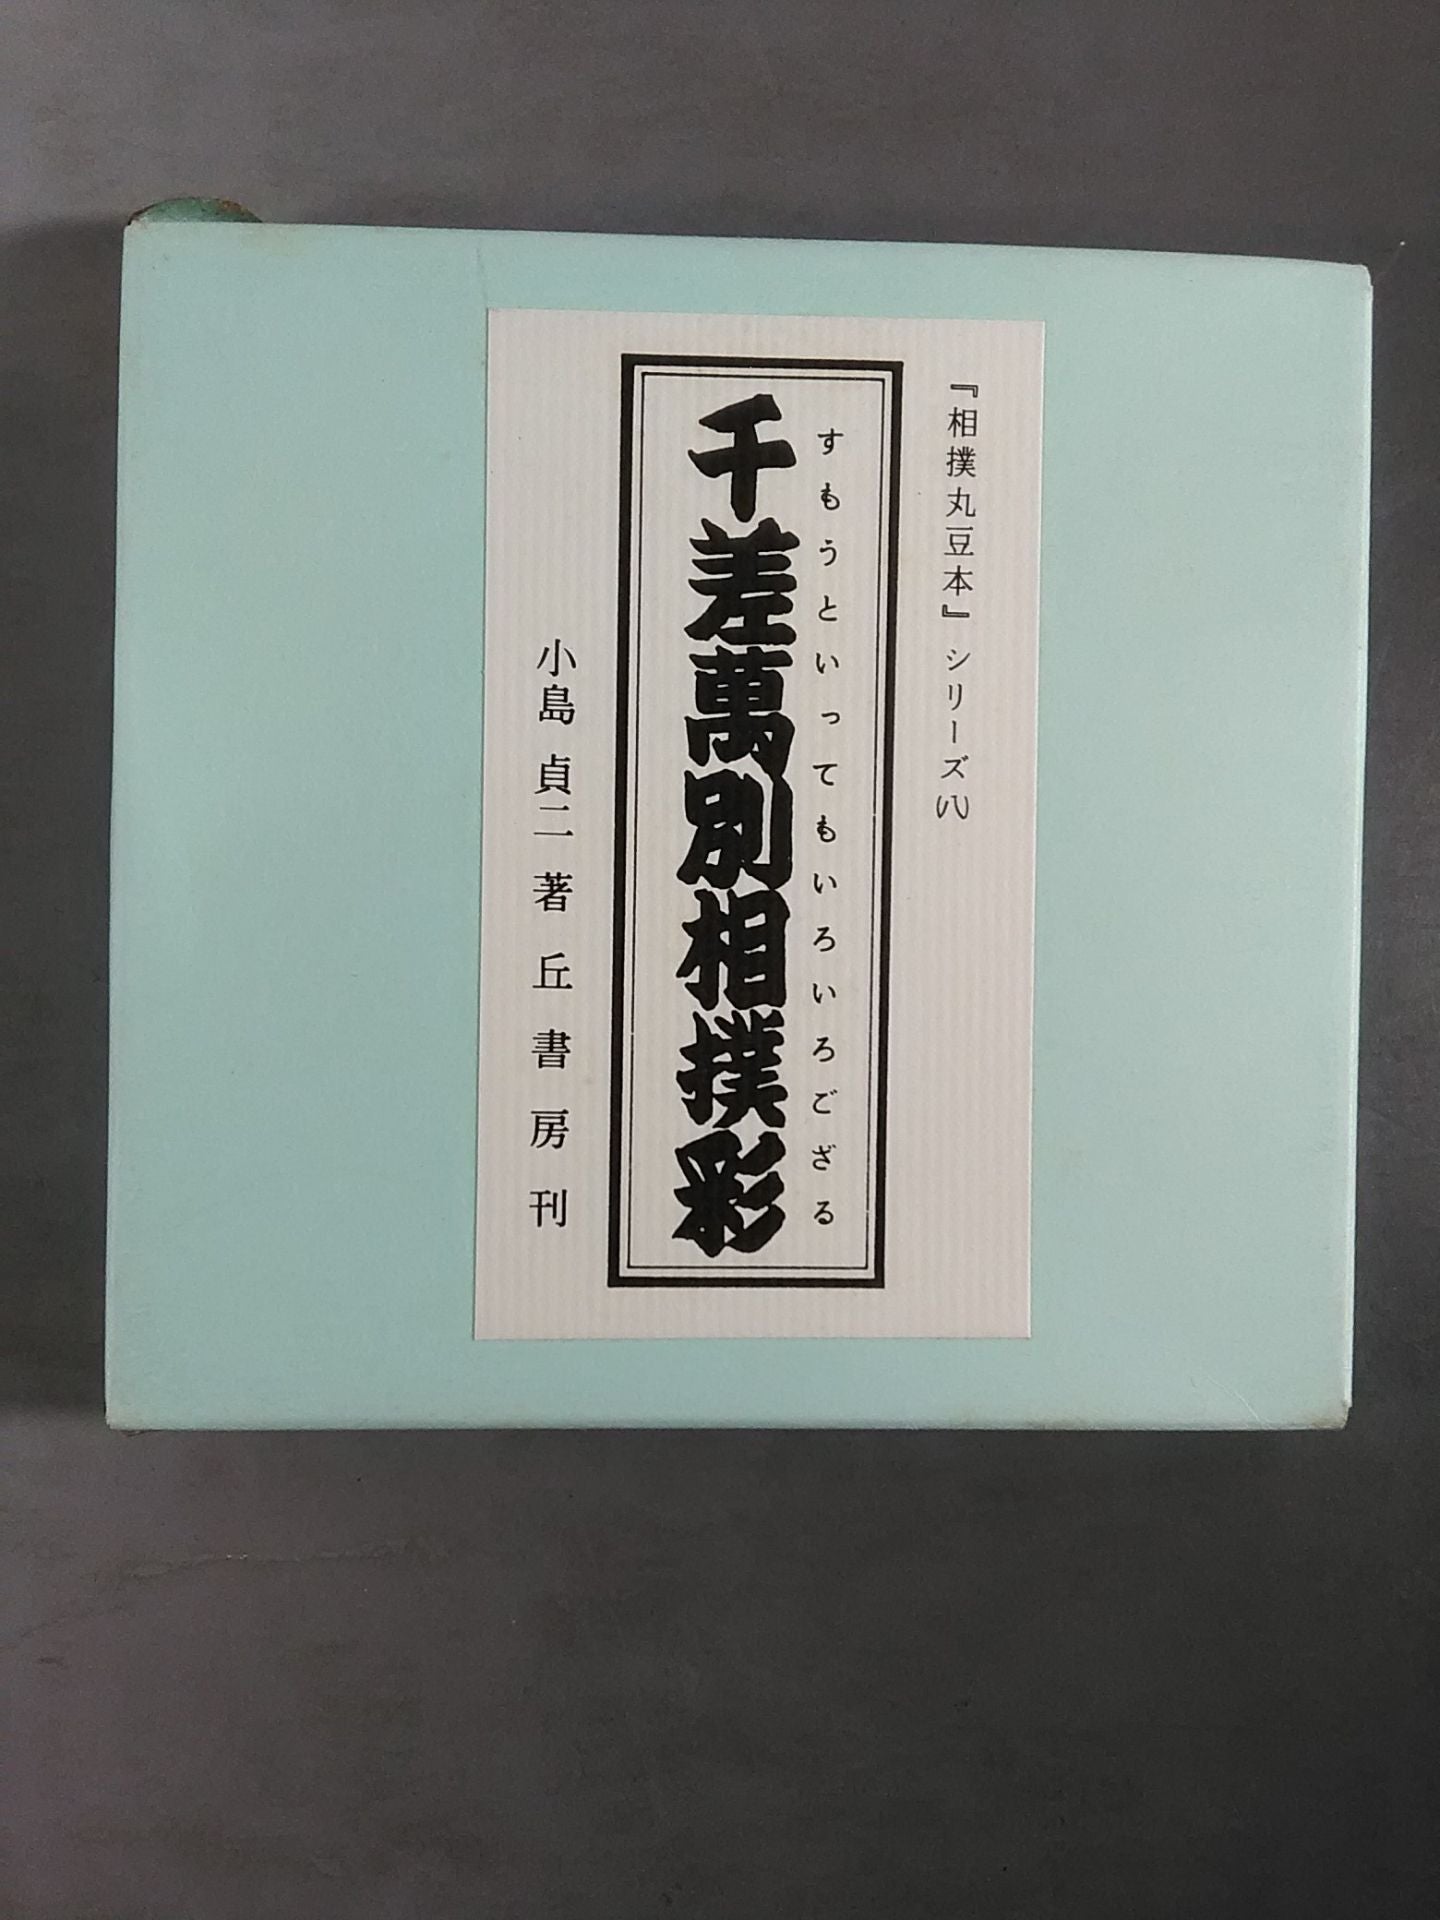 『相撲丸豆本』シリーズ(八)
すもうといってもいろいろござる
千差萬別相撲彩
小島貞二著 丘書房刊